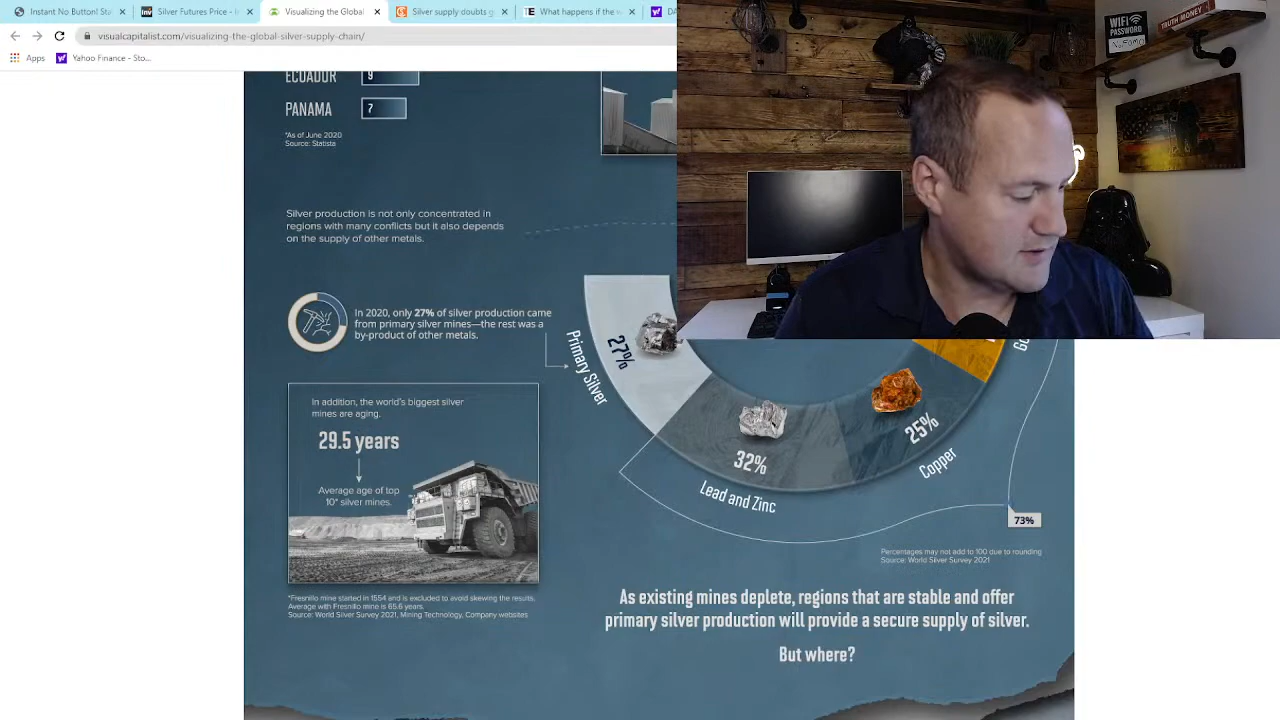 Instant No Button! Sta
Silver Futures Price - In
Visualizing the Global
Silver supply doubts g
What happens if the
visualcapitalist.com/visualizing-the-global-silver-supply-chain/
Apps
Yahoo Finance - Sto...
WIFI
PASSWORD
TRUTH MONEY
ECUADOR
9
PANAMA
7
*As of June 2020
Source: Statista
Silver production is not only concentrated in
regions with many conflicts but it also depends
on the supply of other metals.
In 2020, only 27% of silver production came
from primary silver mines—the rest was a
by-product of other metals.
Primary Silver
27%
32%
Lead and Zinc
25%
Copper
73%
In addition, the world's biggest silver
mines are aging.
29.5 years
Average age of top
10* silver mines.
*Fresnillo mine started in 1554 and is excluded to avoid skewing the results.
Average with Fresnillo mine is 65.6 years.
Source: World Silver Survey 2021, Mining Technology, Company websites
Percentages may not add to 100 due to rounding
Source: World Silver Survey 2021
As existing mines deplete, regions that are stable and offer
primary silver production will provide a secure supply of silver.
But where?